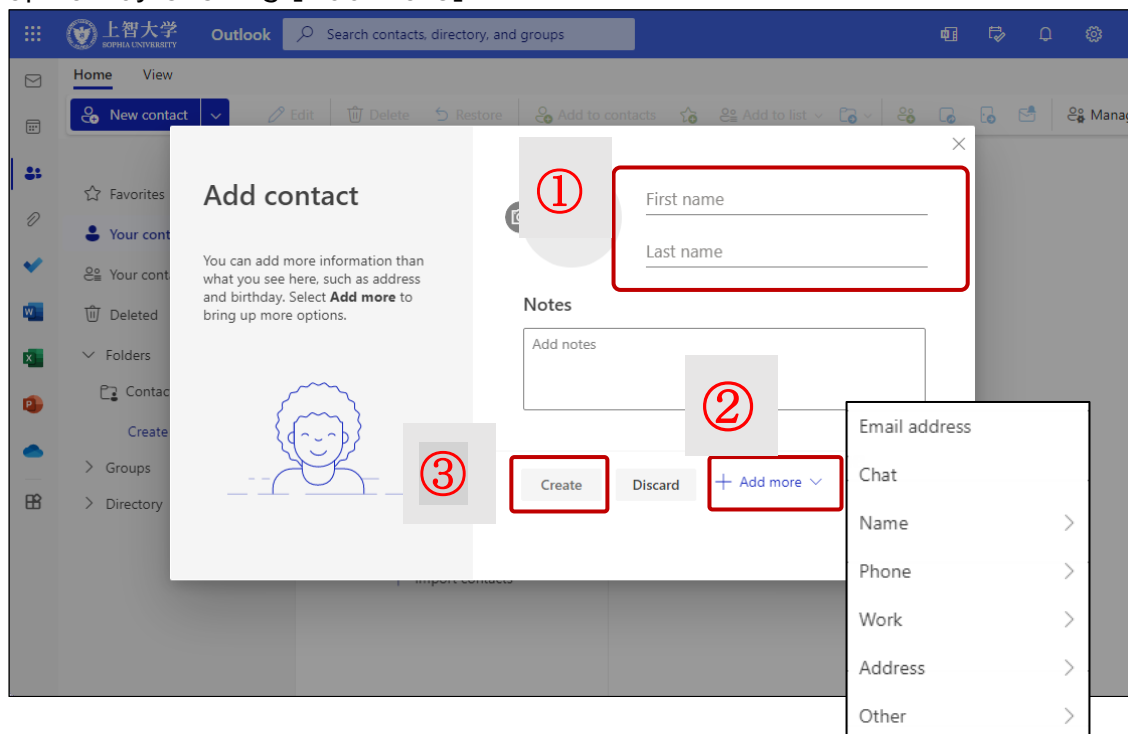 上智大学
SOPHIA UNIVERSITY
Outlook
Search contacts, directory, and groups
Home View
New contact
Edit Delete Restore Add to contacts Add to list
Favorites
Your cont
Your cont
Deleted
Folders
Contac
Create
Groups
Directory
Add contact
You can add more information than
what you see here, such as address
and birthday. Select Add more to
bring up more options.
①
First name
Last name
Notes
Add notes
②
③
Create Discard + Add more
Email address
Chat
Name
Phone
Work
Address
Other